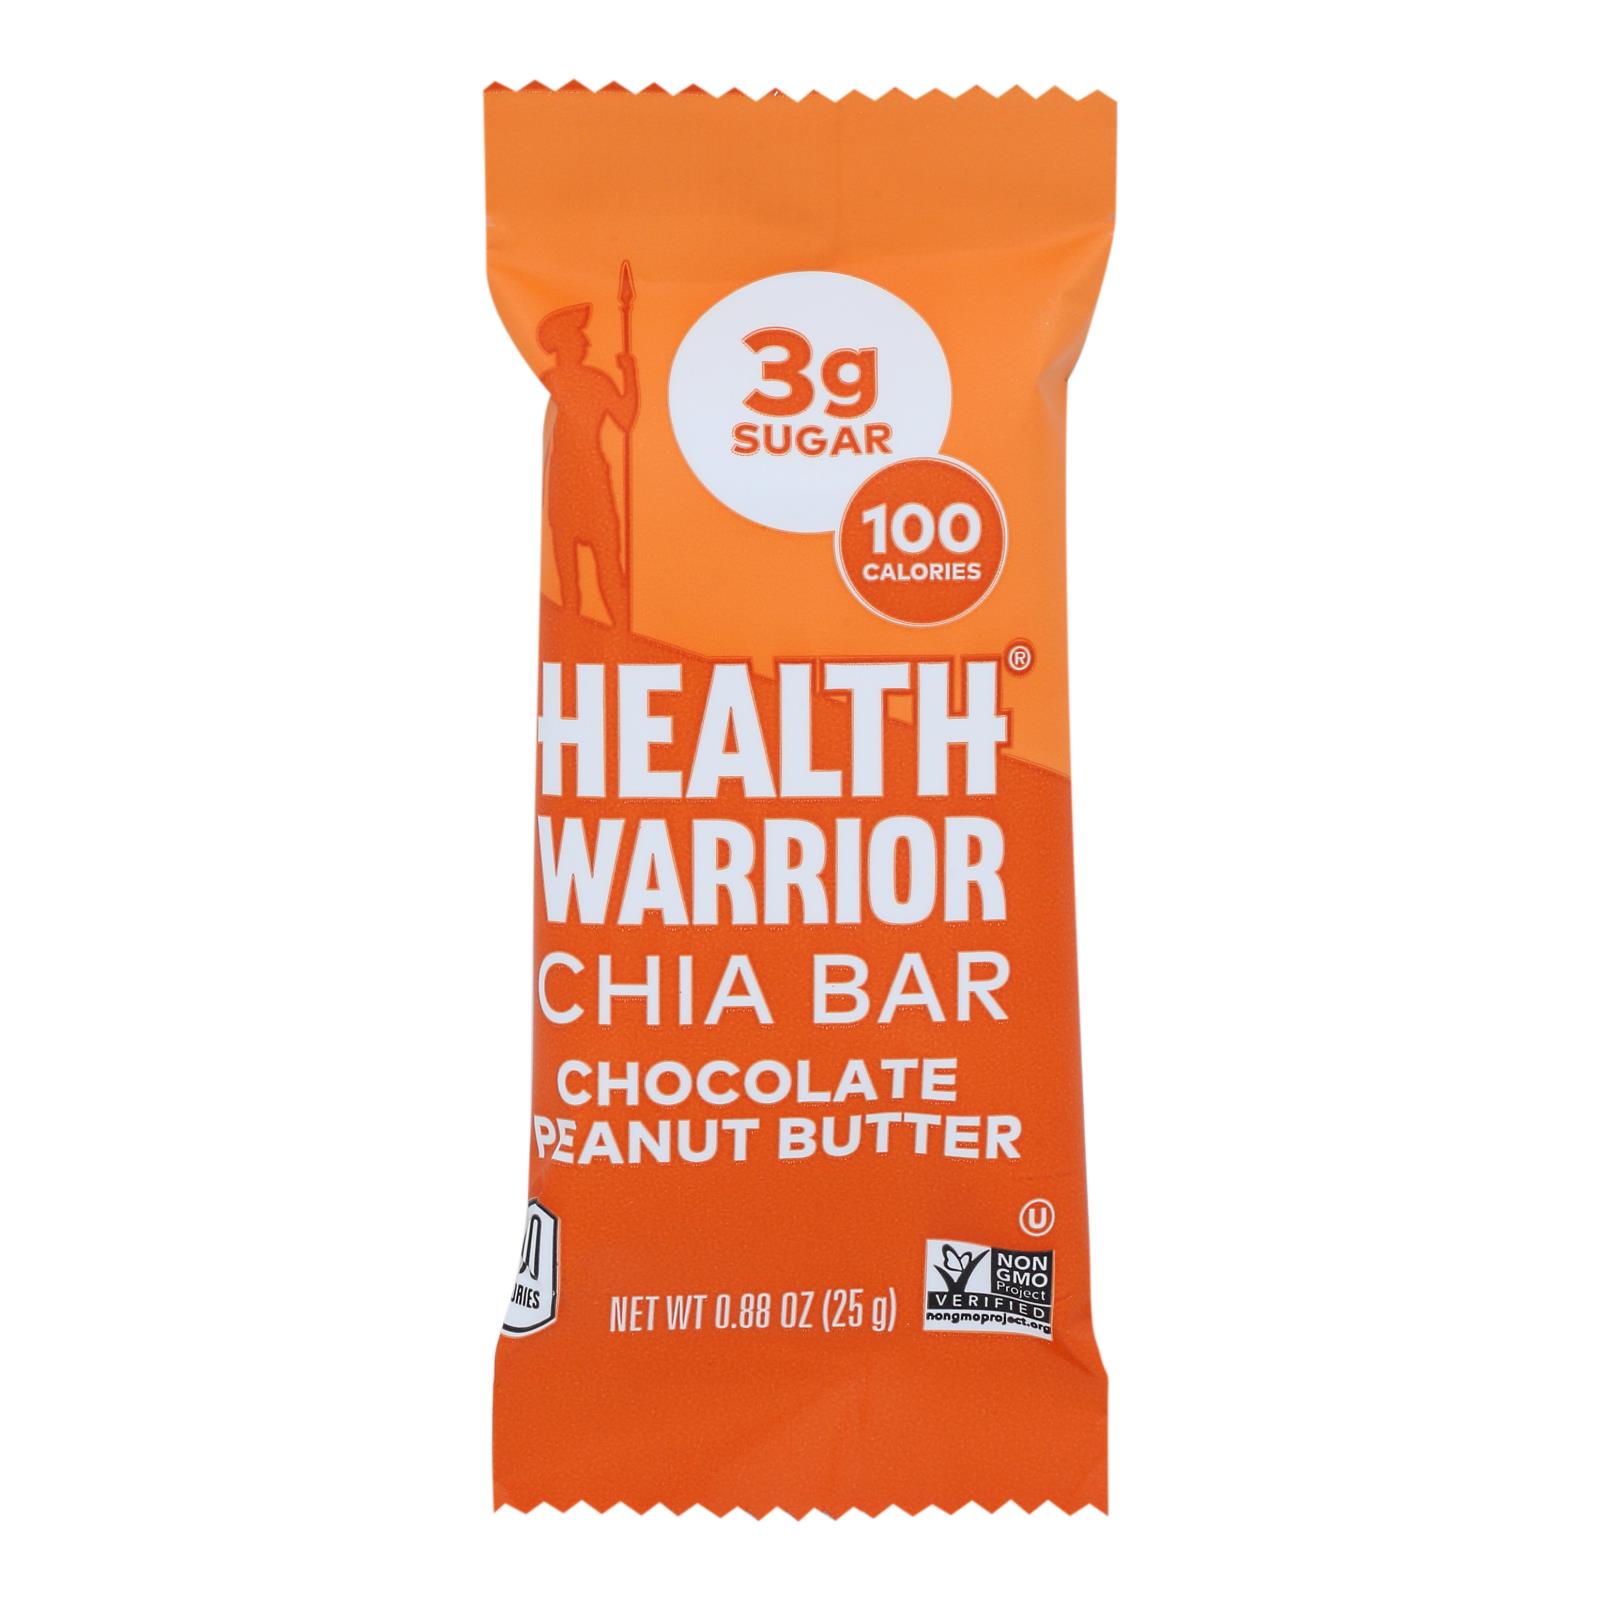 3g
SUGAR
100
CALORIES
HEALTH®
WARRIOR
CHIA BAR
CHOCOLATE
PEANUT BUTTER
U
NON
GMO
Project
VERIFIED
nongmoproject.org
NET WT 0.88 OZ (25 g)